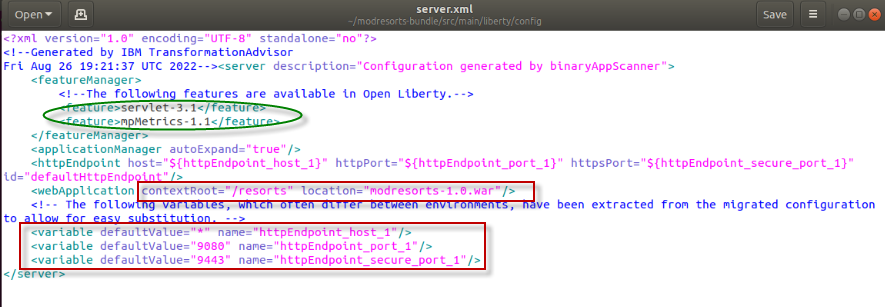 Open
server.xml
~/modresorts-bundle/src/main/liberty/config
Save
<?xml version="1.0" encoding="UTF-8" standalone="no"?>
<!--Generated by IBM TransformationAdvisor
Fri Aug 26 19:21:37 UTC 2022--><server description="Configuration generated by binaryAppScanner">
    <featureManager>
        <!--The following features are available in Open Liberty.-->
        <feature>servlet-3.1</feature>
        <feature>mpMetrics-1.1</feature>
    </featureManager>
    <applicationManager autoExpand="true"/>
    <httpEndpoint host="${httpEndpoint_host_1}" httpPort="${httpEndpoint_port_1}" httpsPort="${httpEndpoint_secure_port_1}"
id="defaultHttpEndpoint"/>
    <webApplication contextRoot="/resorts" location="modresorts-1.0.war"/>
    <!-- The following variables, which often differ between environments, have been extracted from the migrated configuration
to allow for easy substitution. -->
    <variable defaultValue="*" name="httpEndpoint_host_1"/>
    <variable defaultValue="9080" name="httpEndpoint_port_1"/>
    <variable defaultValue="9443" name="httpEndpoint_secure_port_1"/>
</server>